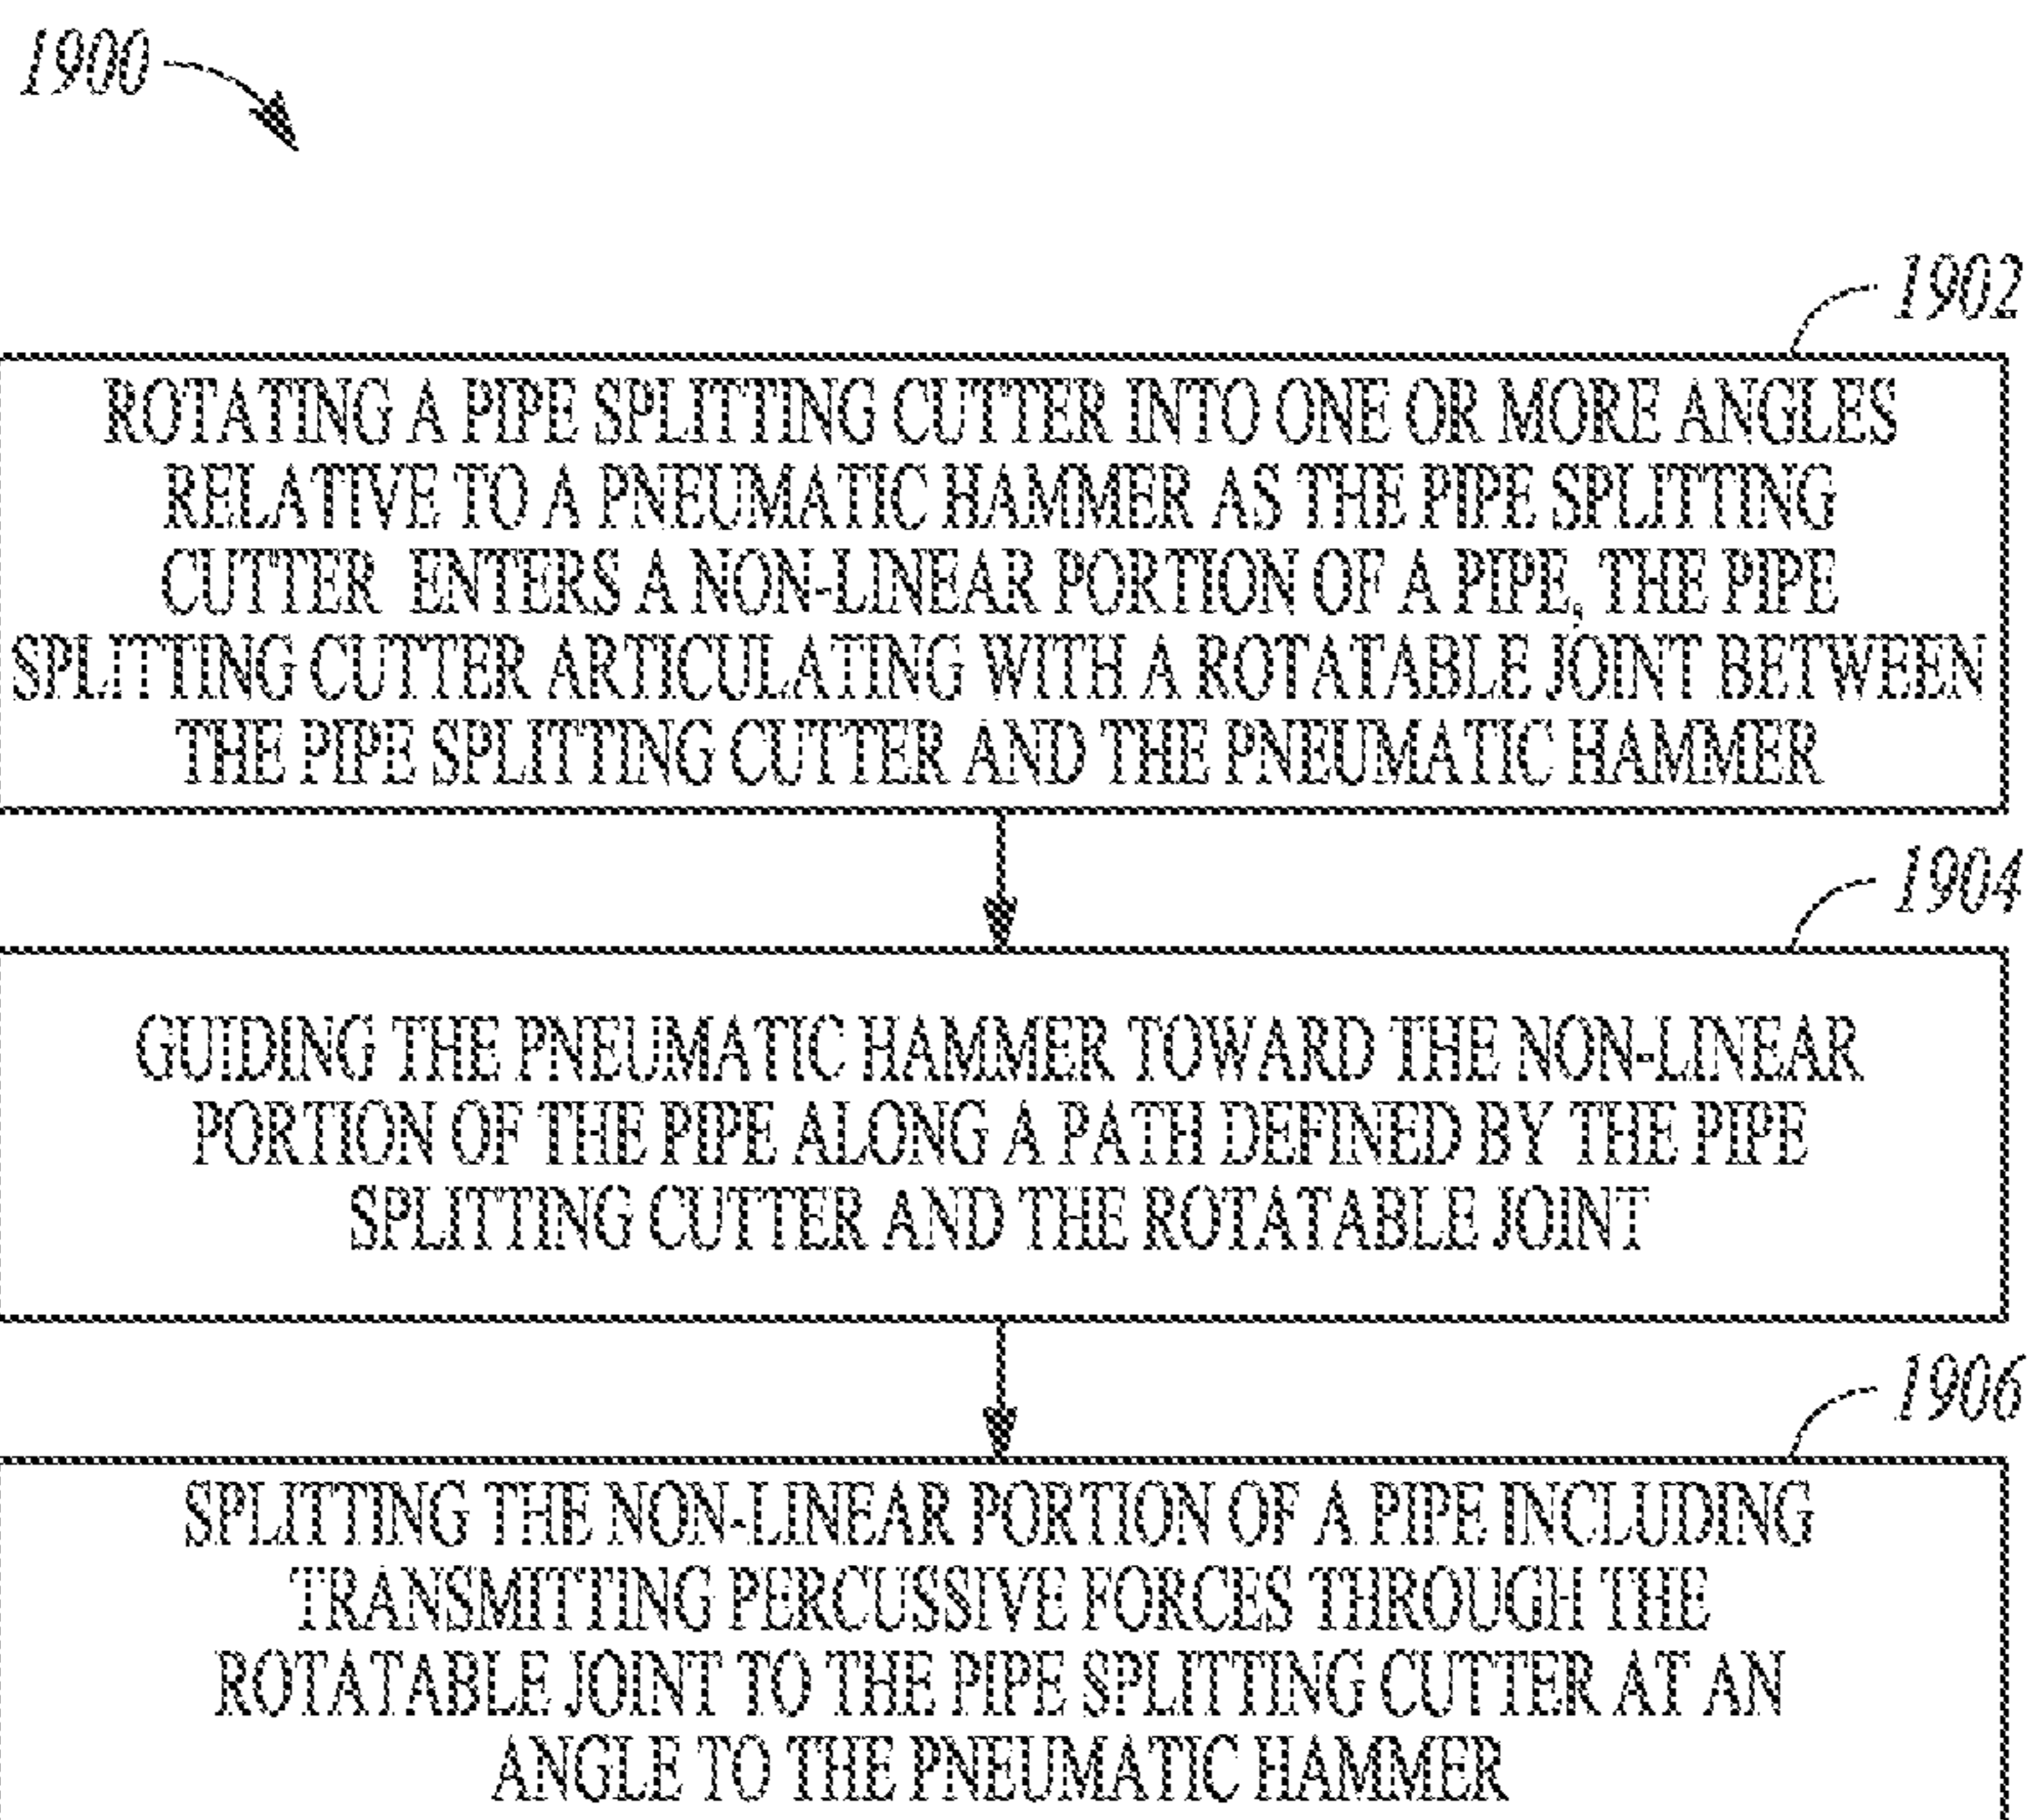 1900
1902
ROTATING A PIPE SPLITTING CUTTER INTO ONE OR MORE ANGLES
RELATIVE TO A PNEUMATIC HAMMER AS THE PIPE SPLITTING
CUTTER ENTERS A NON-LINEAR PORTION OF A PIPE, THE PIPE
SPLITTING CUTTER ARTICULATING WITH A ROTATABLE JOINT BETWEEN
THE PIPE SPLITTING CUTTER AND THE PNEUMATIC HAMMER
1904
GUIDING THE PNEUMATIC HAMMER TOWARD THE NON-LINEAR
PORTION OF THE PIPE ALONG A PATH DEFINED BY THE PIPE
SPLITTING CUTTER AND THE ROTATABLE JOINT
1906
SPLITTING THE NON-LINEAR PORTION OF A PIPE INCLUDING
TRANSMITTING PERCUSSIVE FORCES THROUGH THE
ROTATABLE JOINT TO THE PIPE SPLITTING CUTTER AT AN
ANGLE TO THE PNEUMATIC HAMMER